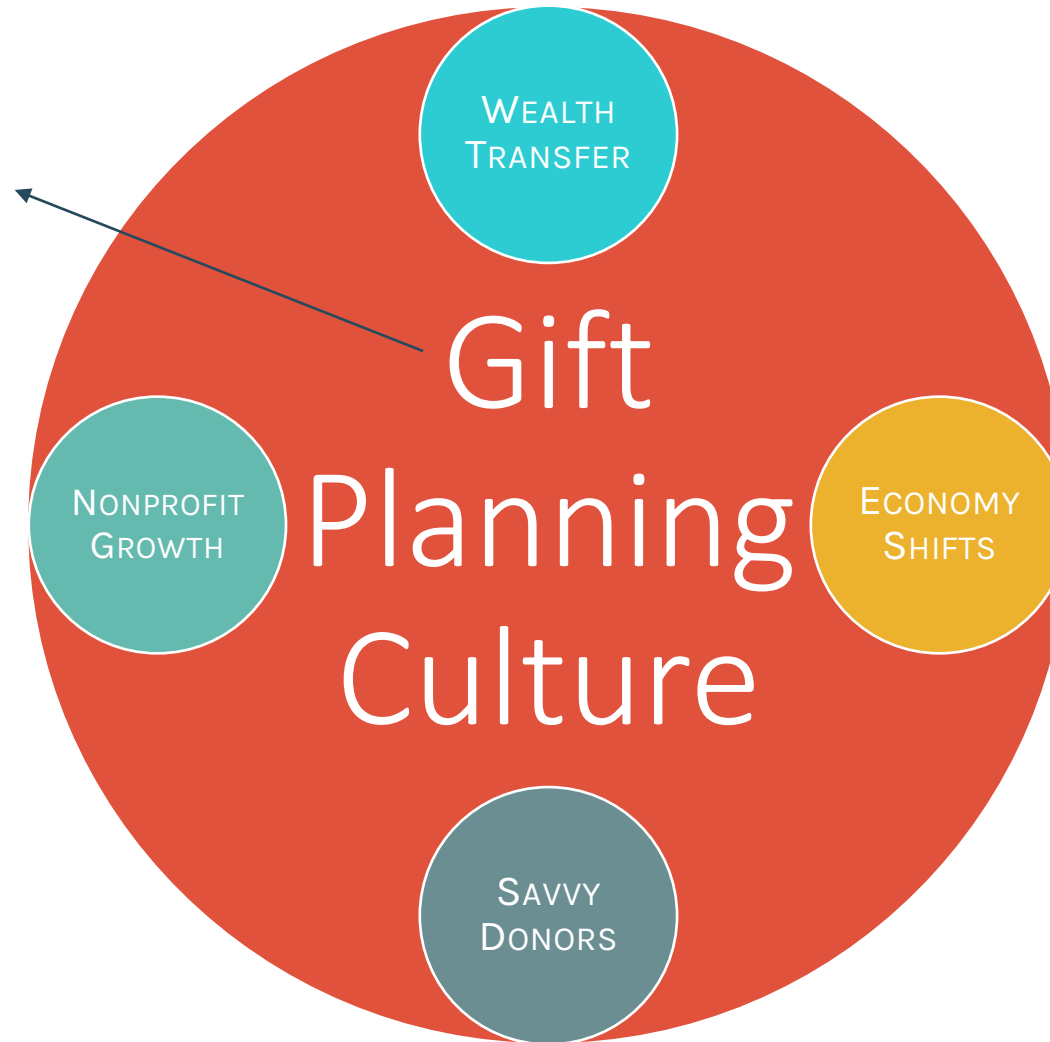 WEALTH
TRANSFER
Gift
Planning
Culture
NONPROFIT
GROWTH
ECONOMY
SHIFTS
SAVVY
DONORS